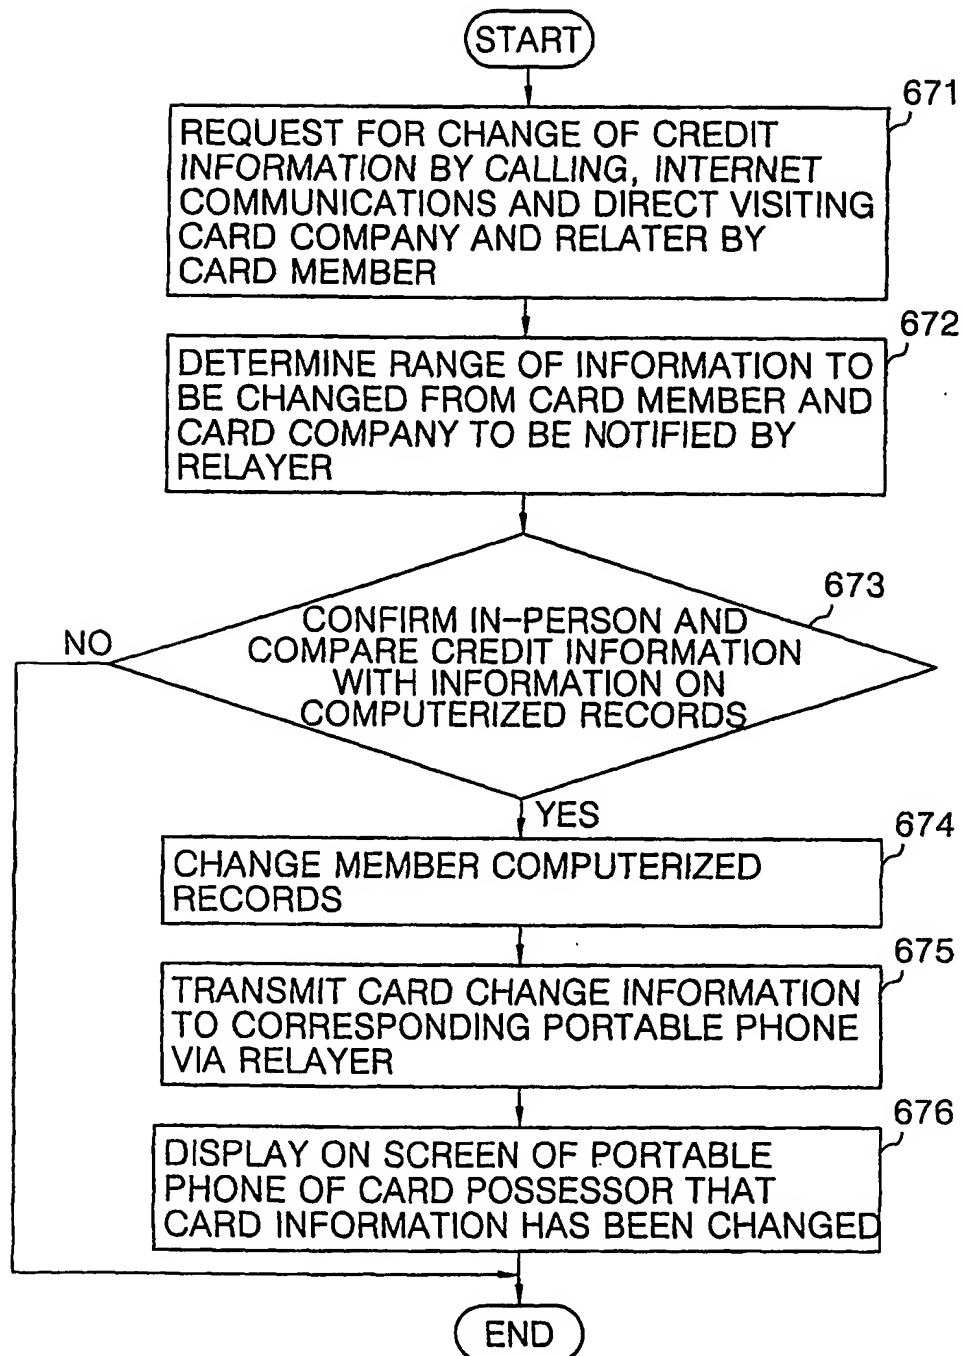 START
671
REQUEST FOR CHANGE OF CREDIT
INFORMATION BY CALLING, INTERNET
COMMUNICATIONS AND DIRECT VISITING
CARD COMPANY AND RELATER BY
CARD MEMBER
672
DETERMINE RANGE OF INFORMATION TO
BE CHANGED FROM CARD MEMBER AND
CARD COMPANY TO BE NOTIFIED BY
RELAYER
673
NO
CONFIRM IN-PERSON AND
COMPARE CREDIT INFORMATION
WITH INFORMATION ON
COMPUTERIZED RECORDS
YES
674
CHANGE MEMBER COMPUTERIZED
RECORDS
675
TRANSMIT CARD CHANGE INFORMATION
TO CORRESPONDING PORTABLE PHONE
VIA RELAYER
676
DISPLAY ON SCREEN OF PORTABLE
PHONE OF CARD POSSESSOR THAT
CARD INFORMATION HAS BEEN CHANGED
END